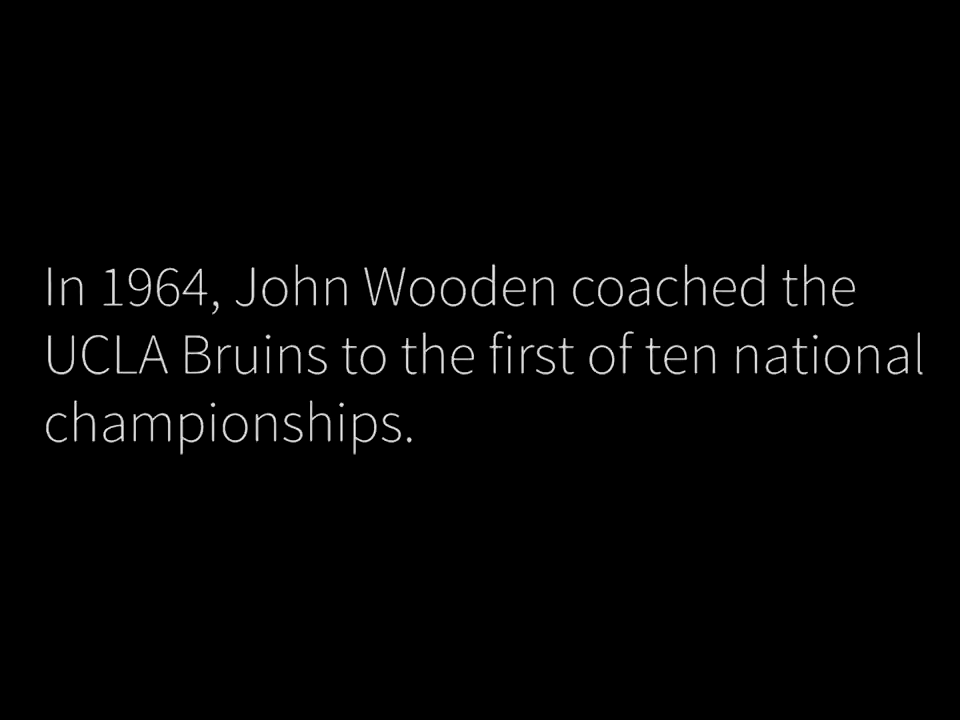 In 1964, John Wooden coached the
UCLA Bruins to the first of ten national
championships.